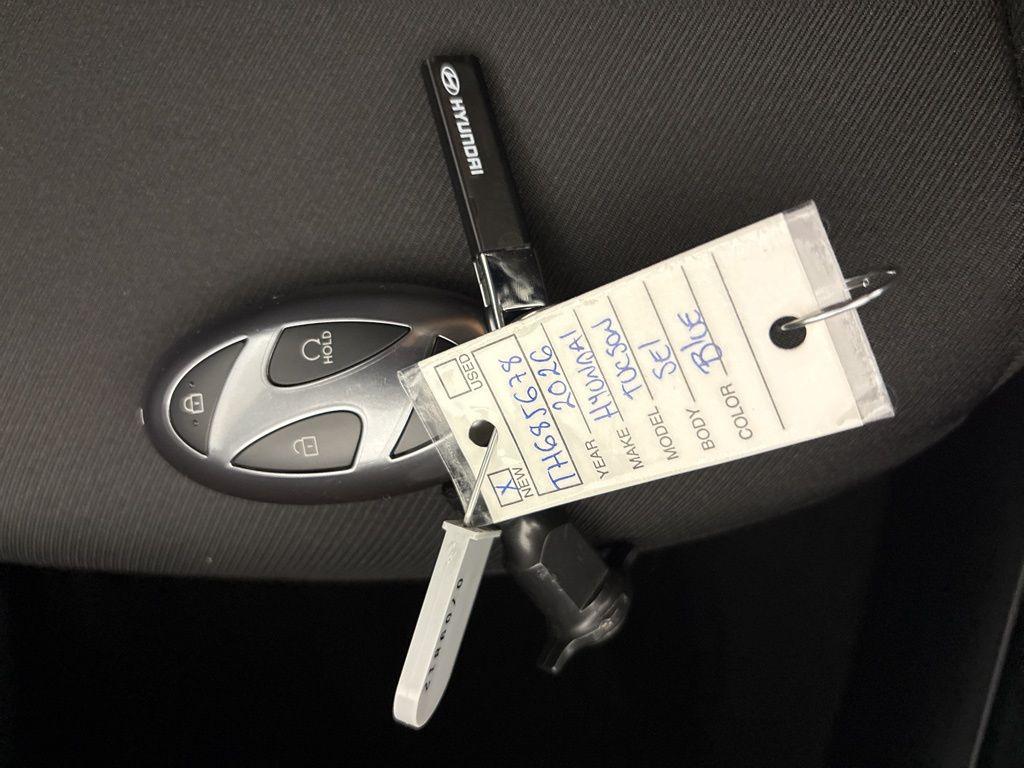 HYUNDAI
HOLD
X NEW USED
TH685678
YEAR 2026
MAKE HYUNDAI
MODEL TUCSON
BODY SEl
COLOR BLUE